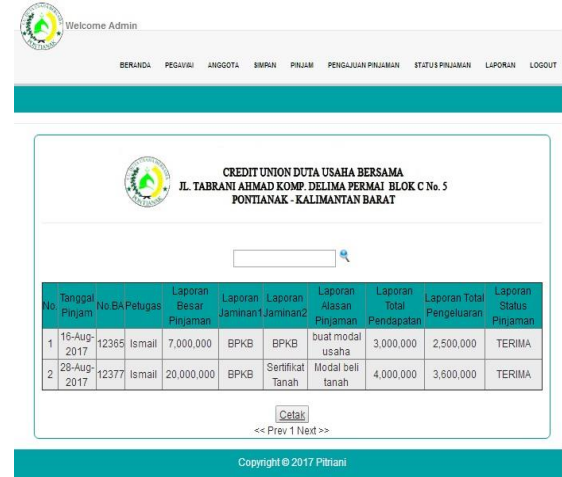 Welcome Admin
BERANDA PEGAWAI ANGGOTA SIMPAN PINJAM PENGAJUAN PINJAMAN STATUS PINJAMAN LAPORAN LOGOUT
CREDIT UNION DUTA USAHA BERSAMA
JL. TABRANI AHMAD KOMP. DELIMA PERMAI BLOK C No. 5
PONTIANAK - KALIMANTAN BARAT
No. Tanggal Pinjam No.BA Petugas Laporan Besar Pinjaman Laporan Jaminan1 Laporan Jaminan2 Laporan Alasan Pinjaman Laporan Total Pendapatan Laporan Total Pengeluaran Laporan Status Pinjaman
1 16-Aug-2017 12365 Ismail 7,000,000 BPKB BPKB buat modal usaha 3,000,000 2,500,000 TERIMA
2 28-Aug-2017 12377 Ismail 20,000,000 BPKB Sertifikat Tanah Modal beli tanah 4,000,000 3,600,000 TERIMA
Cetak
<< Prev 1 Next >>
Copyright © 2017 Pitriani